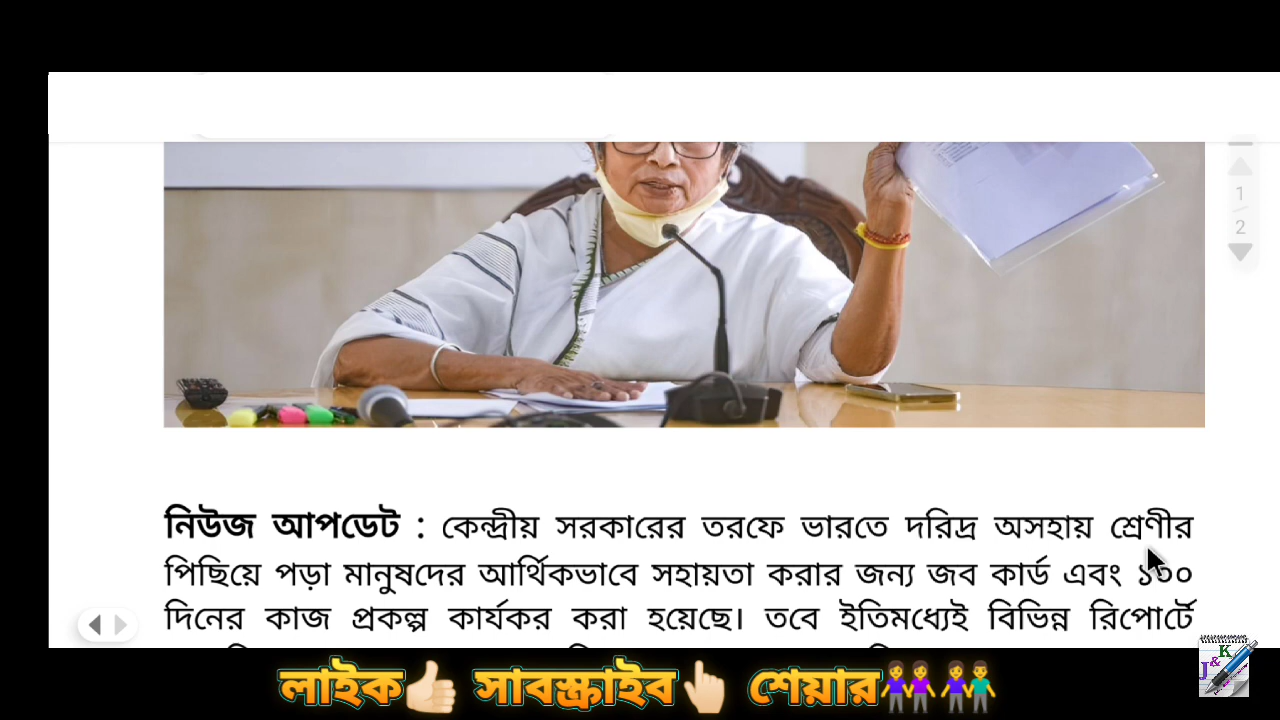 1
2
নিউজ আপডেট : কেন্দ্রীয় সরকারের তরফে ভারতে দরিদ্র অসহায় শ্রেণীর
পিছিয়ে পড়া মানুষদের আর্থিকভাবে সহায়তা করার জন্য জব কার্ড এবং ১০০
দিনের কাজ প্রকল্প কার্যকর করা হয়েছে। তবে ইতিমধ্যেই বিভিন্ন রিপোর্টে
লাইক সাবস্ক্রাইব শেয়ার
J & K